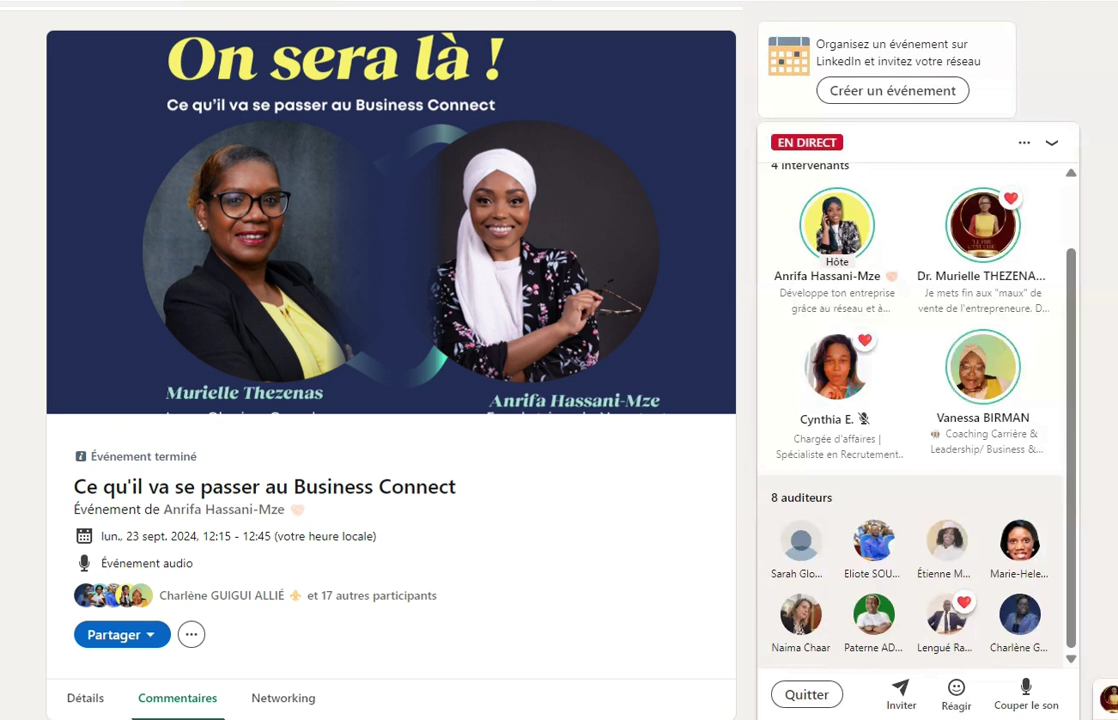 On sera là !
Ce qu'il va se passer au Business Connect
Murielle Thezenas
Anrifa Hassani-Mze
Événement terminé
Ce qu'il va se passer au Business Connect
Événement de Anrifa Hassani-Mze
lun., 23 sept. 2024, 12:15 - 12:45 (votre heure locale)
Événement audio
Charlène GUIGUI ALLIÉ et 17 autres participants
Partager
Détails
Commentaires
Networking
Organisez un événement sur
LinkedIn et invitez votre réseau
Créer un événement
EN DIRECT
4 intervenants
Hôte
Anrifa Hassani-Mze
Développe ton entreprise
grâce au réseau et à...
Dr. Murielle THEZENA...
Je mets fin aux "maux" de
vente de l'entrepreneure. D...
Cynthia E.
Chargée d'affaires |
Spécialiste en Recrutement..
Vanessa BIRMAN
Coaching Carrière &
Leadership/ Business &...
8 auditeurs
Sarah Glo...
Eliote SOU...
Étienne M...
Marie-Hele...
Naima Chaar
Paterne AD...
Lengué Ra...
Charlène G...
Quitter
Inviter
Réagir
Couper le son